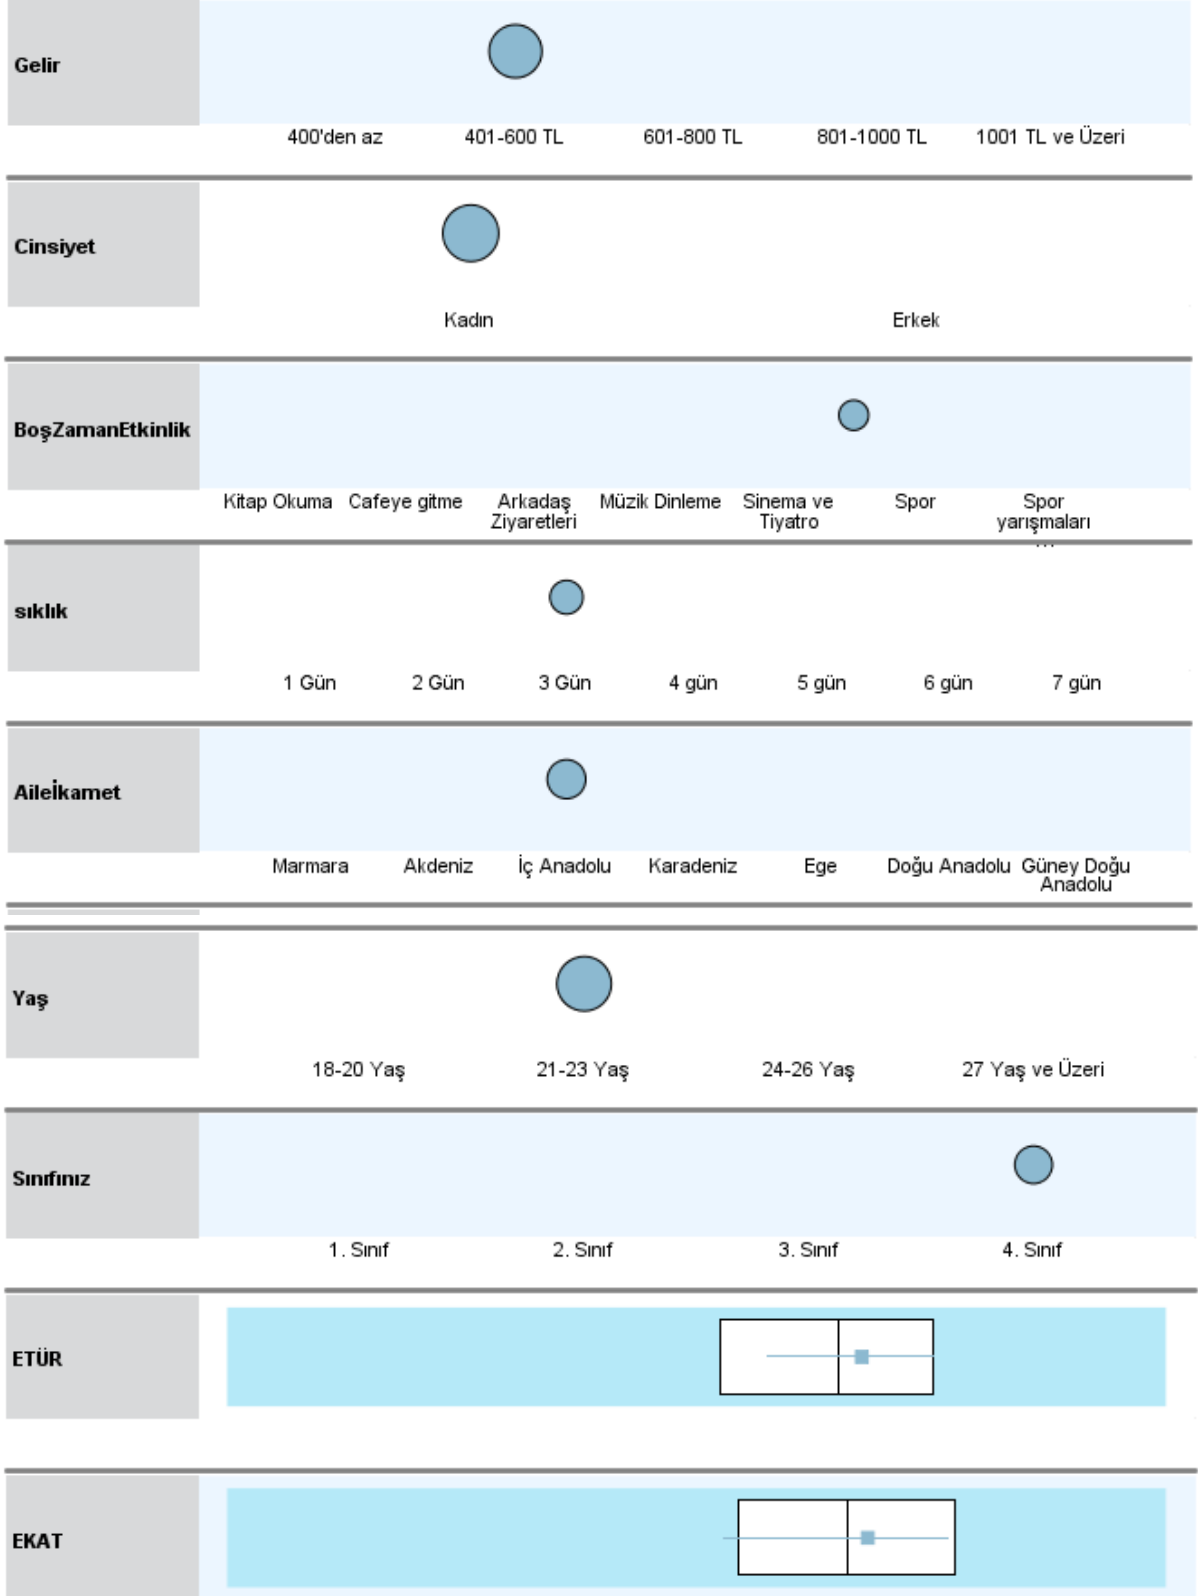 Gelir
400'den az 401-600 TL 601-800 TL 801-1000 TL 1001 TL ve Üzeri
Cinsiyet
Kadın Erkek
BoşZamanEtkinlik
Kitap Okuma Cafeye gitme Arkadaş Müzik Dinleme Sinema ve Spor Spor
Ziyaretleri Tiyatro yarışmaları
...
sıklık
1 Gün 2 Gün 3 Gün 4 gün 5 gün 6 gün 7 gün
Aileİkamet
Marmara Akdeniz İç Anadolu Karadeniz Ege Doğu Anadolu Güney Doğu
Anadolu
Yaş
18-20 Yaş 21-23 Yaş 24-26 Yaş 27 Yaş ve Üzeri
Sınıfınız
1. Sınıf 2. Sınıf 3. Sınıf 4. Sınıf
ETÜR
EKAT